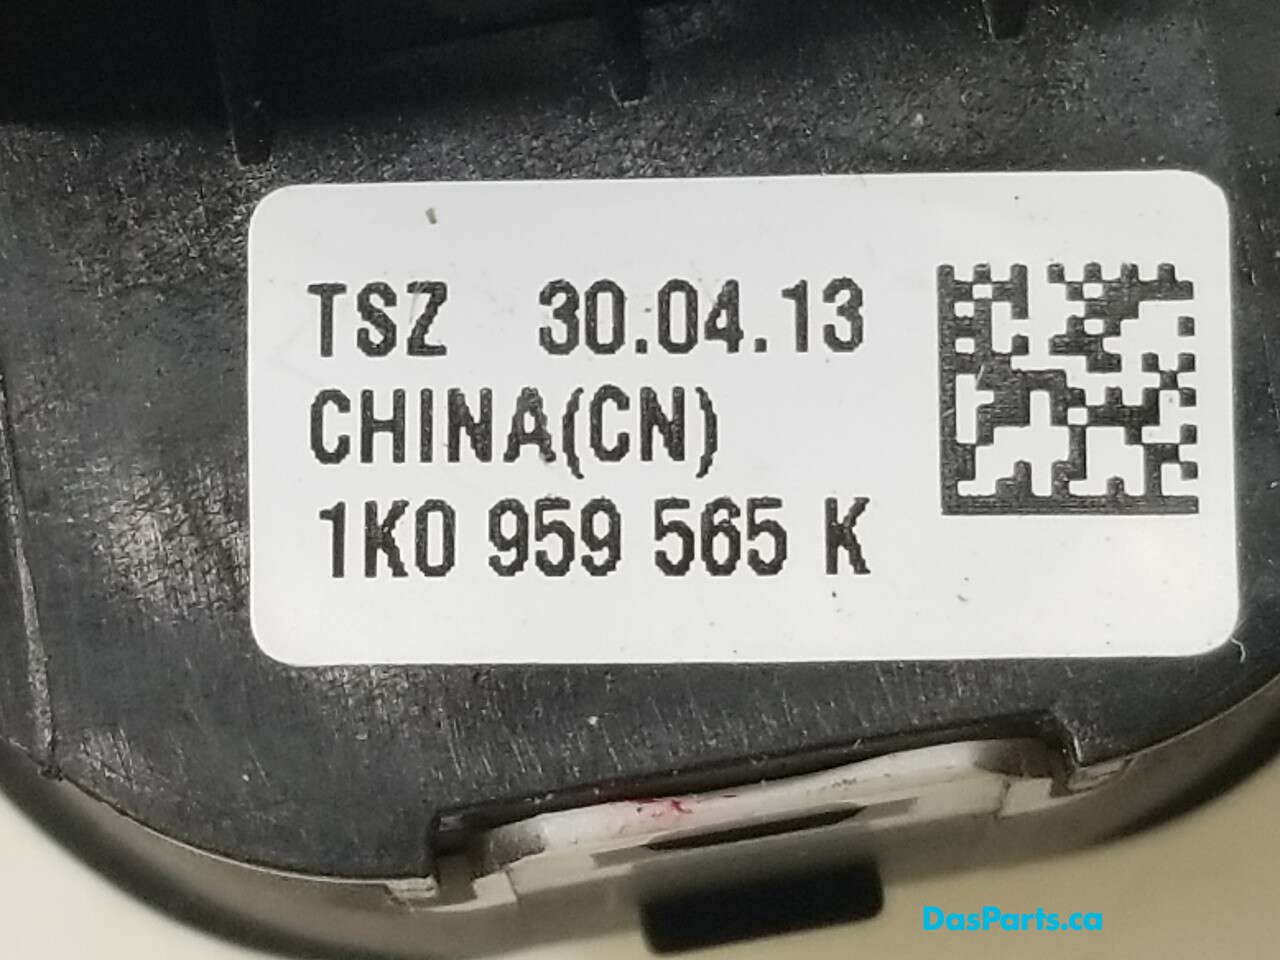 TSZ 30.04.13
CHINA(CN)
1K0 959 565 K
DasParts.ca